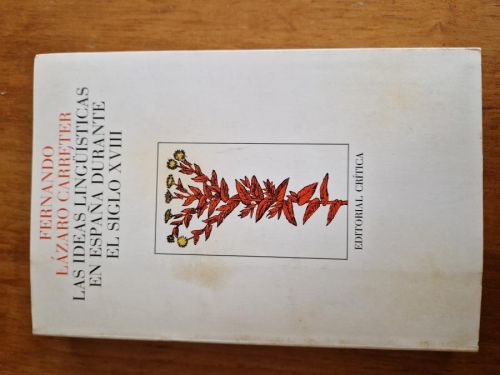 FERNANDO
LÁZARO CARRETER
LAS IDEAS LINGÜÍSTICAS
EN ESPAÑA DURANTE
EL SIGLO XVIII
EDITORIAL CRÍTICA